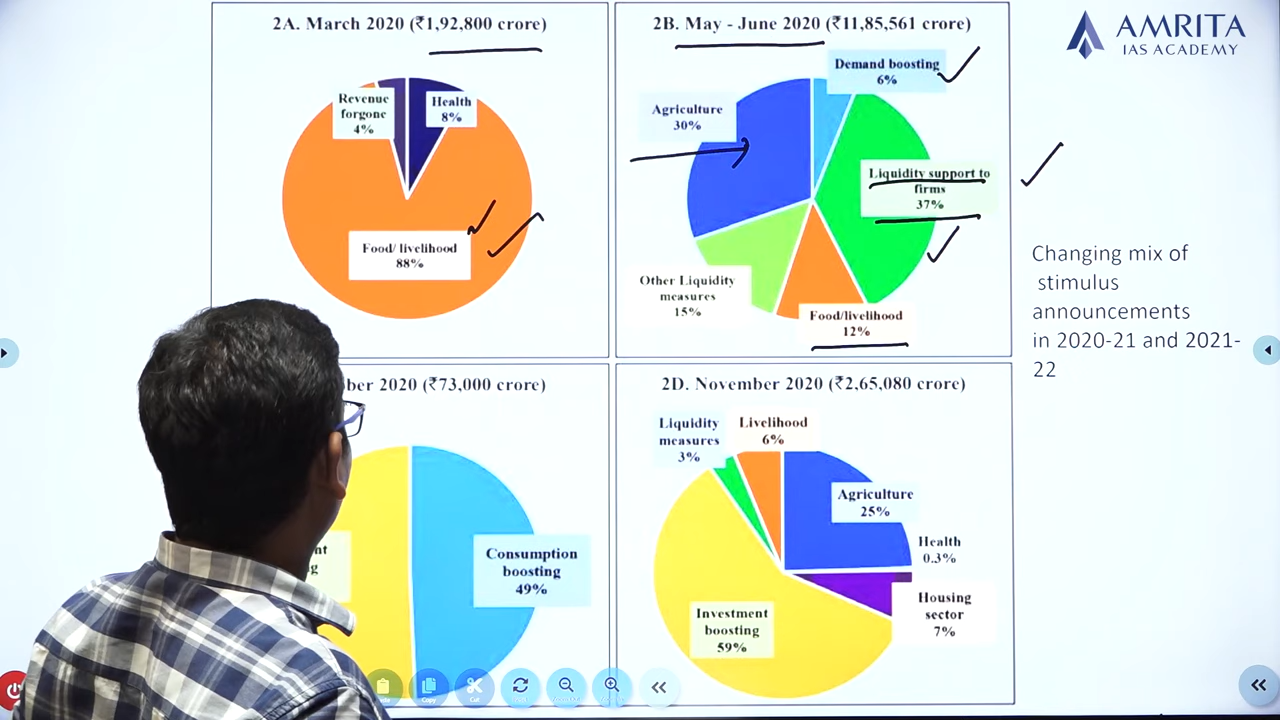 2A. March 2020 (₹1,92,800 crore)
Revenue
forgone
4%
Health
8%
Food/ livelihood
88%
2B. May - June 2020 (₹11,85,561 crore)
Demand boosting
6%
Agriculture
30%
Liquidity support to
firms
37%
Other Liquidity
measures
15%
Food/livelihood
12%
AMRITA
IAS ACADEMY
Changing mix of
stimulus
announcements
in 2020-21 and 2021-
22
2020 (₹73,000 crore)
Consumption
boosting
49%
2D. November 2020 (₹2,65,080 crore)
Liquidity
measures
3%
Livelihood
6%
Agriculture
25%
Health
0.3%
Housing
sector
7%
Investment
boosting
59%
Copy
Cut